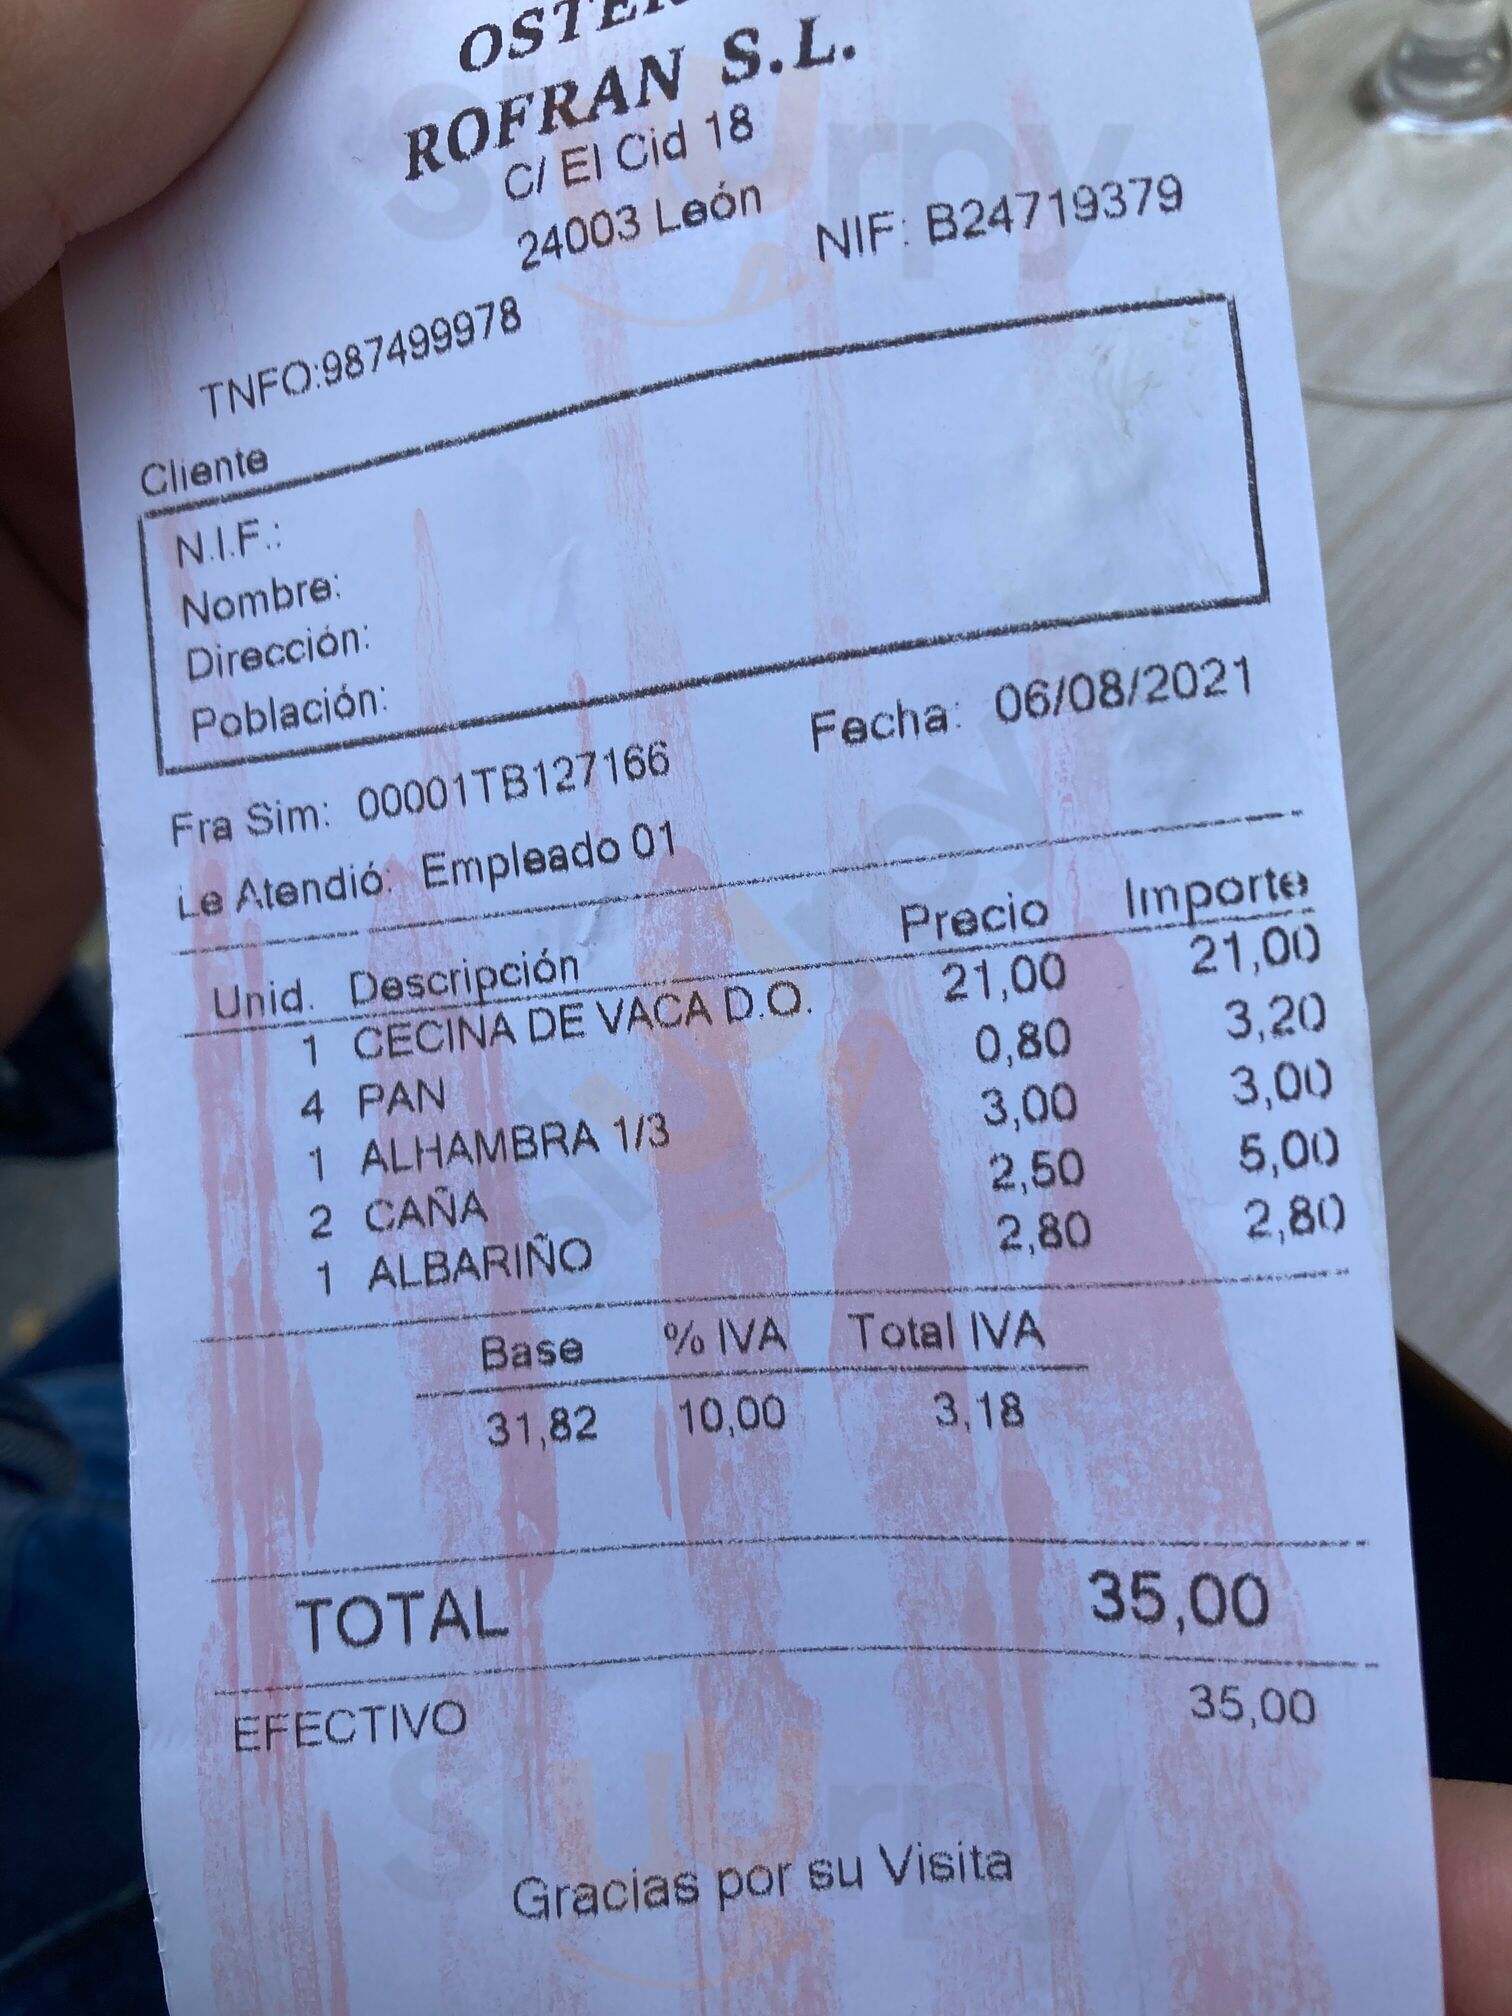 ROFRAN S.L.
C/ El Cid 18
24003 León
NIF: B24719379
TNFO:987499978
Cliente
N.I.F.:
Nombre:
Dirección:
Población:
Fra Sim: 00001TB127166 Fecha: 06/08/2021
Le Atendió: Empleado 01
Unid. Descripción Precio Importe
1 CECINA DE VACA D.O. 21,00 21,00
4 PAN 0,80 3,20
1 ALHAMBRA 1/3 3,00 3,00
2 CAÑA 2,50 5,00
1 ALBARIÑO 2,80 2,80
Base % IVA Total IVA
31,82 10,00 3,18
TOTAL 35,00
EFECTIVO 35,00
Gracias por su Visita
sluurpy
sluurpy
sluurpy